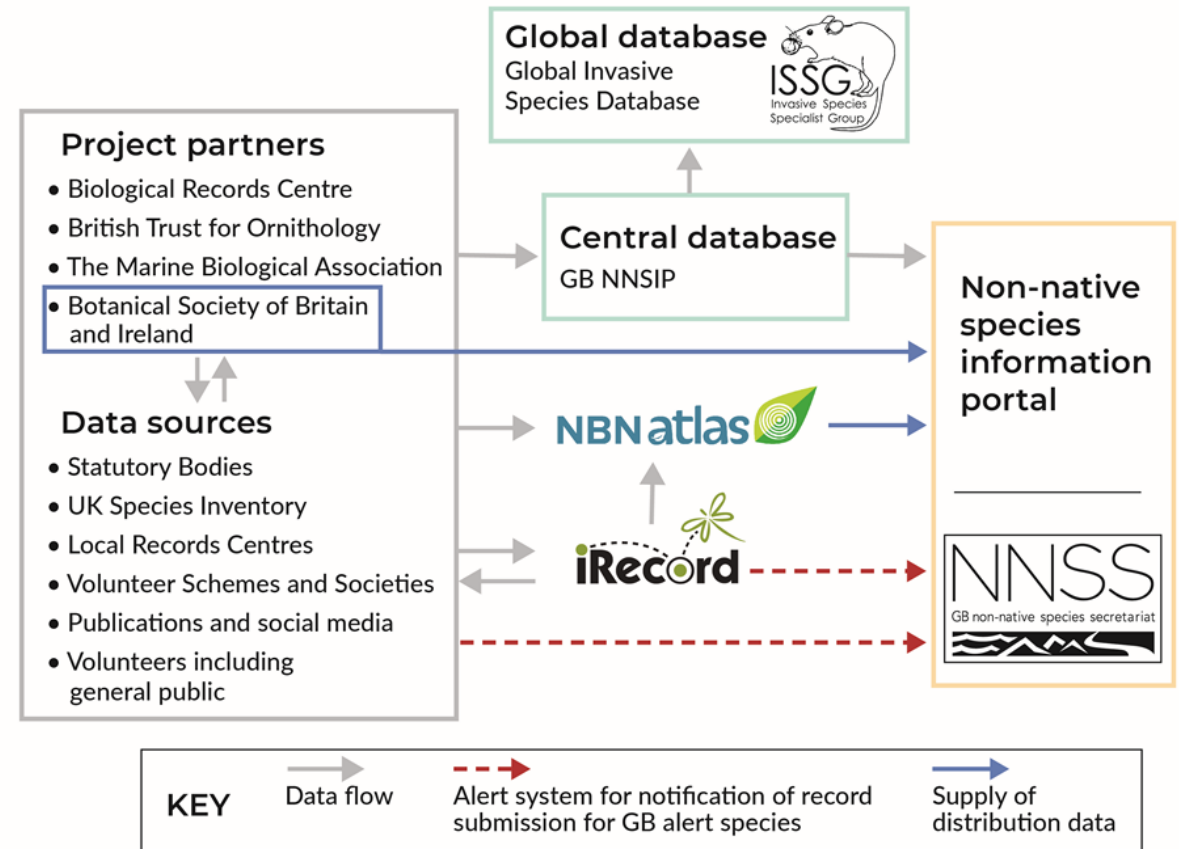 Global database
Global Invasive
Species Database
ISSG
Invasive Species
Specialist Group
Project partners
• Biological Records Centre
• British Trust for Ornithology
• The Marine Biological Association
• Botanical Society of Britain
and Ireland
Data sources
• Statutory Bodies
• UK Species Inventory
• Local Records Centres
• Volunteer Schemes and Societies
• Publications and social media
• Volunteers including
general public
Central database
GB NNSIP
NBN atlas
iRecord
Non-native
species
information
portal
NNSS
GB non-native species secretariat
KEY
Data flow
Alert system for notification of record
submission for GB alert species
Supply of
distribution data